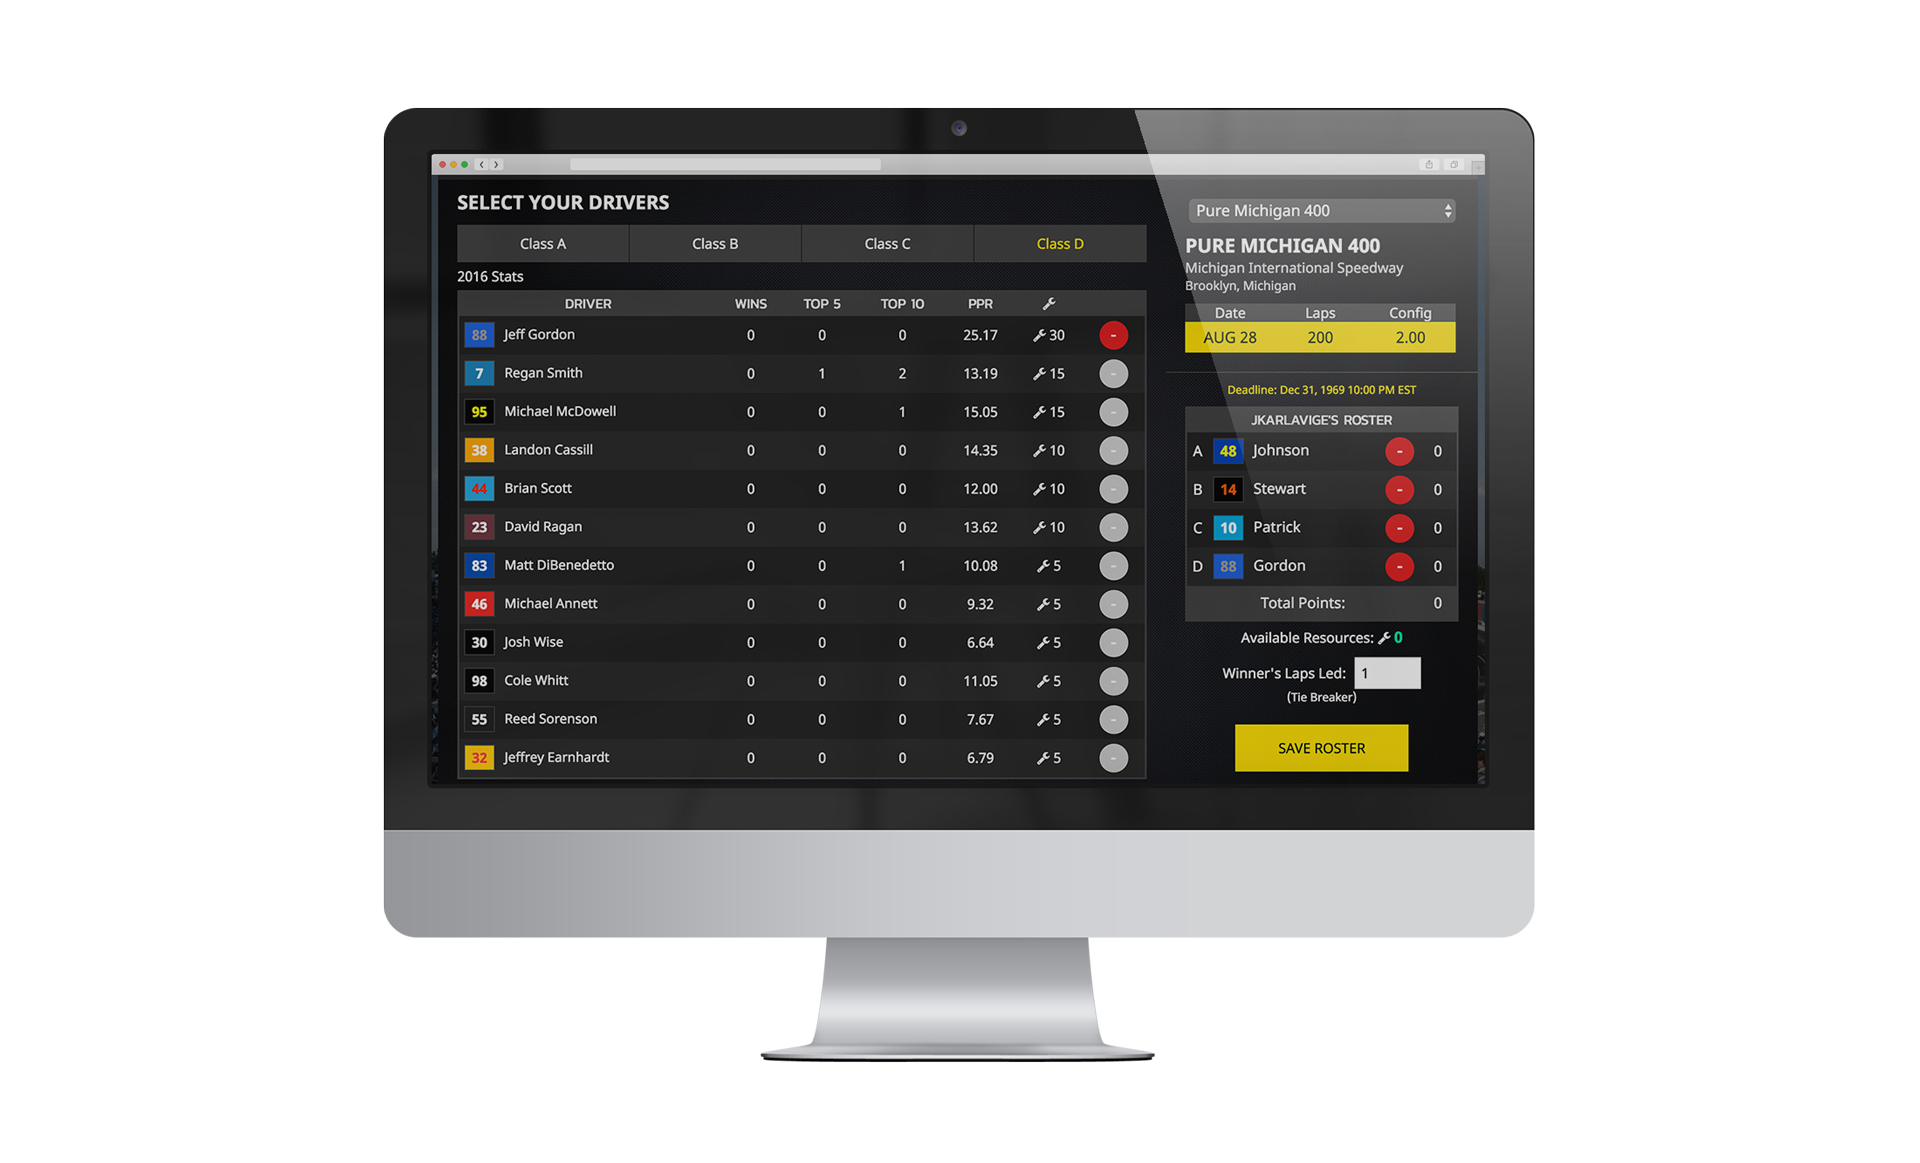 SELECT YOUR DRIVERS
Class A Class B Class C Class D
2016 Stats
DRIVER WINS TOP 5 TOP 10 PPR
88 Jeff Gordon 0 0 0 25.17 30 -
7 Regan Smith 0 1 2 13.19 15 -
95 Michael McDowell 0 0 1 15.05 15 -
38 Landon Cassill 0 0 0 14.35 10 -
44 Brian Scott 0 0 0 12.00 10 -
23 David Ragan 0 0 0 13.62 10 -
83 Matt DiBenedetto 0 0 1 10.08 5 -
46 Michael Annett 0 0 0 9.32 5 -
30 Josh Wise 0 0 0 6.64 5 -
98 Cole Whitt 0 0 0 11.05 5 -
55 Reed Sorenson 0 0 0 7.67 5 -
32 Jeffrey Earnhardt 0 0 0 6.79 5 -
Pure Michigan 400
PURE MICHIGAN 400
Michigan International Speedway
Brooklyn, Michigan
Date Laps Config
AUG 28 200 2.00
Deadline: Dec 31, 1969 10:00 PM EST
JKARLAVIGE'S ROSTER
A 48 Johnson - 0
B 14 Stewart - 0
C 10 Patrick - 0
D 88 Gordon - 0
Total Points: 0
Available Resources: 0
Winner's Laps Led: 1
(Tie Breaker)
SAVE ROSTER